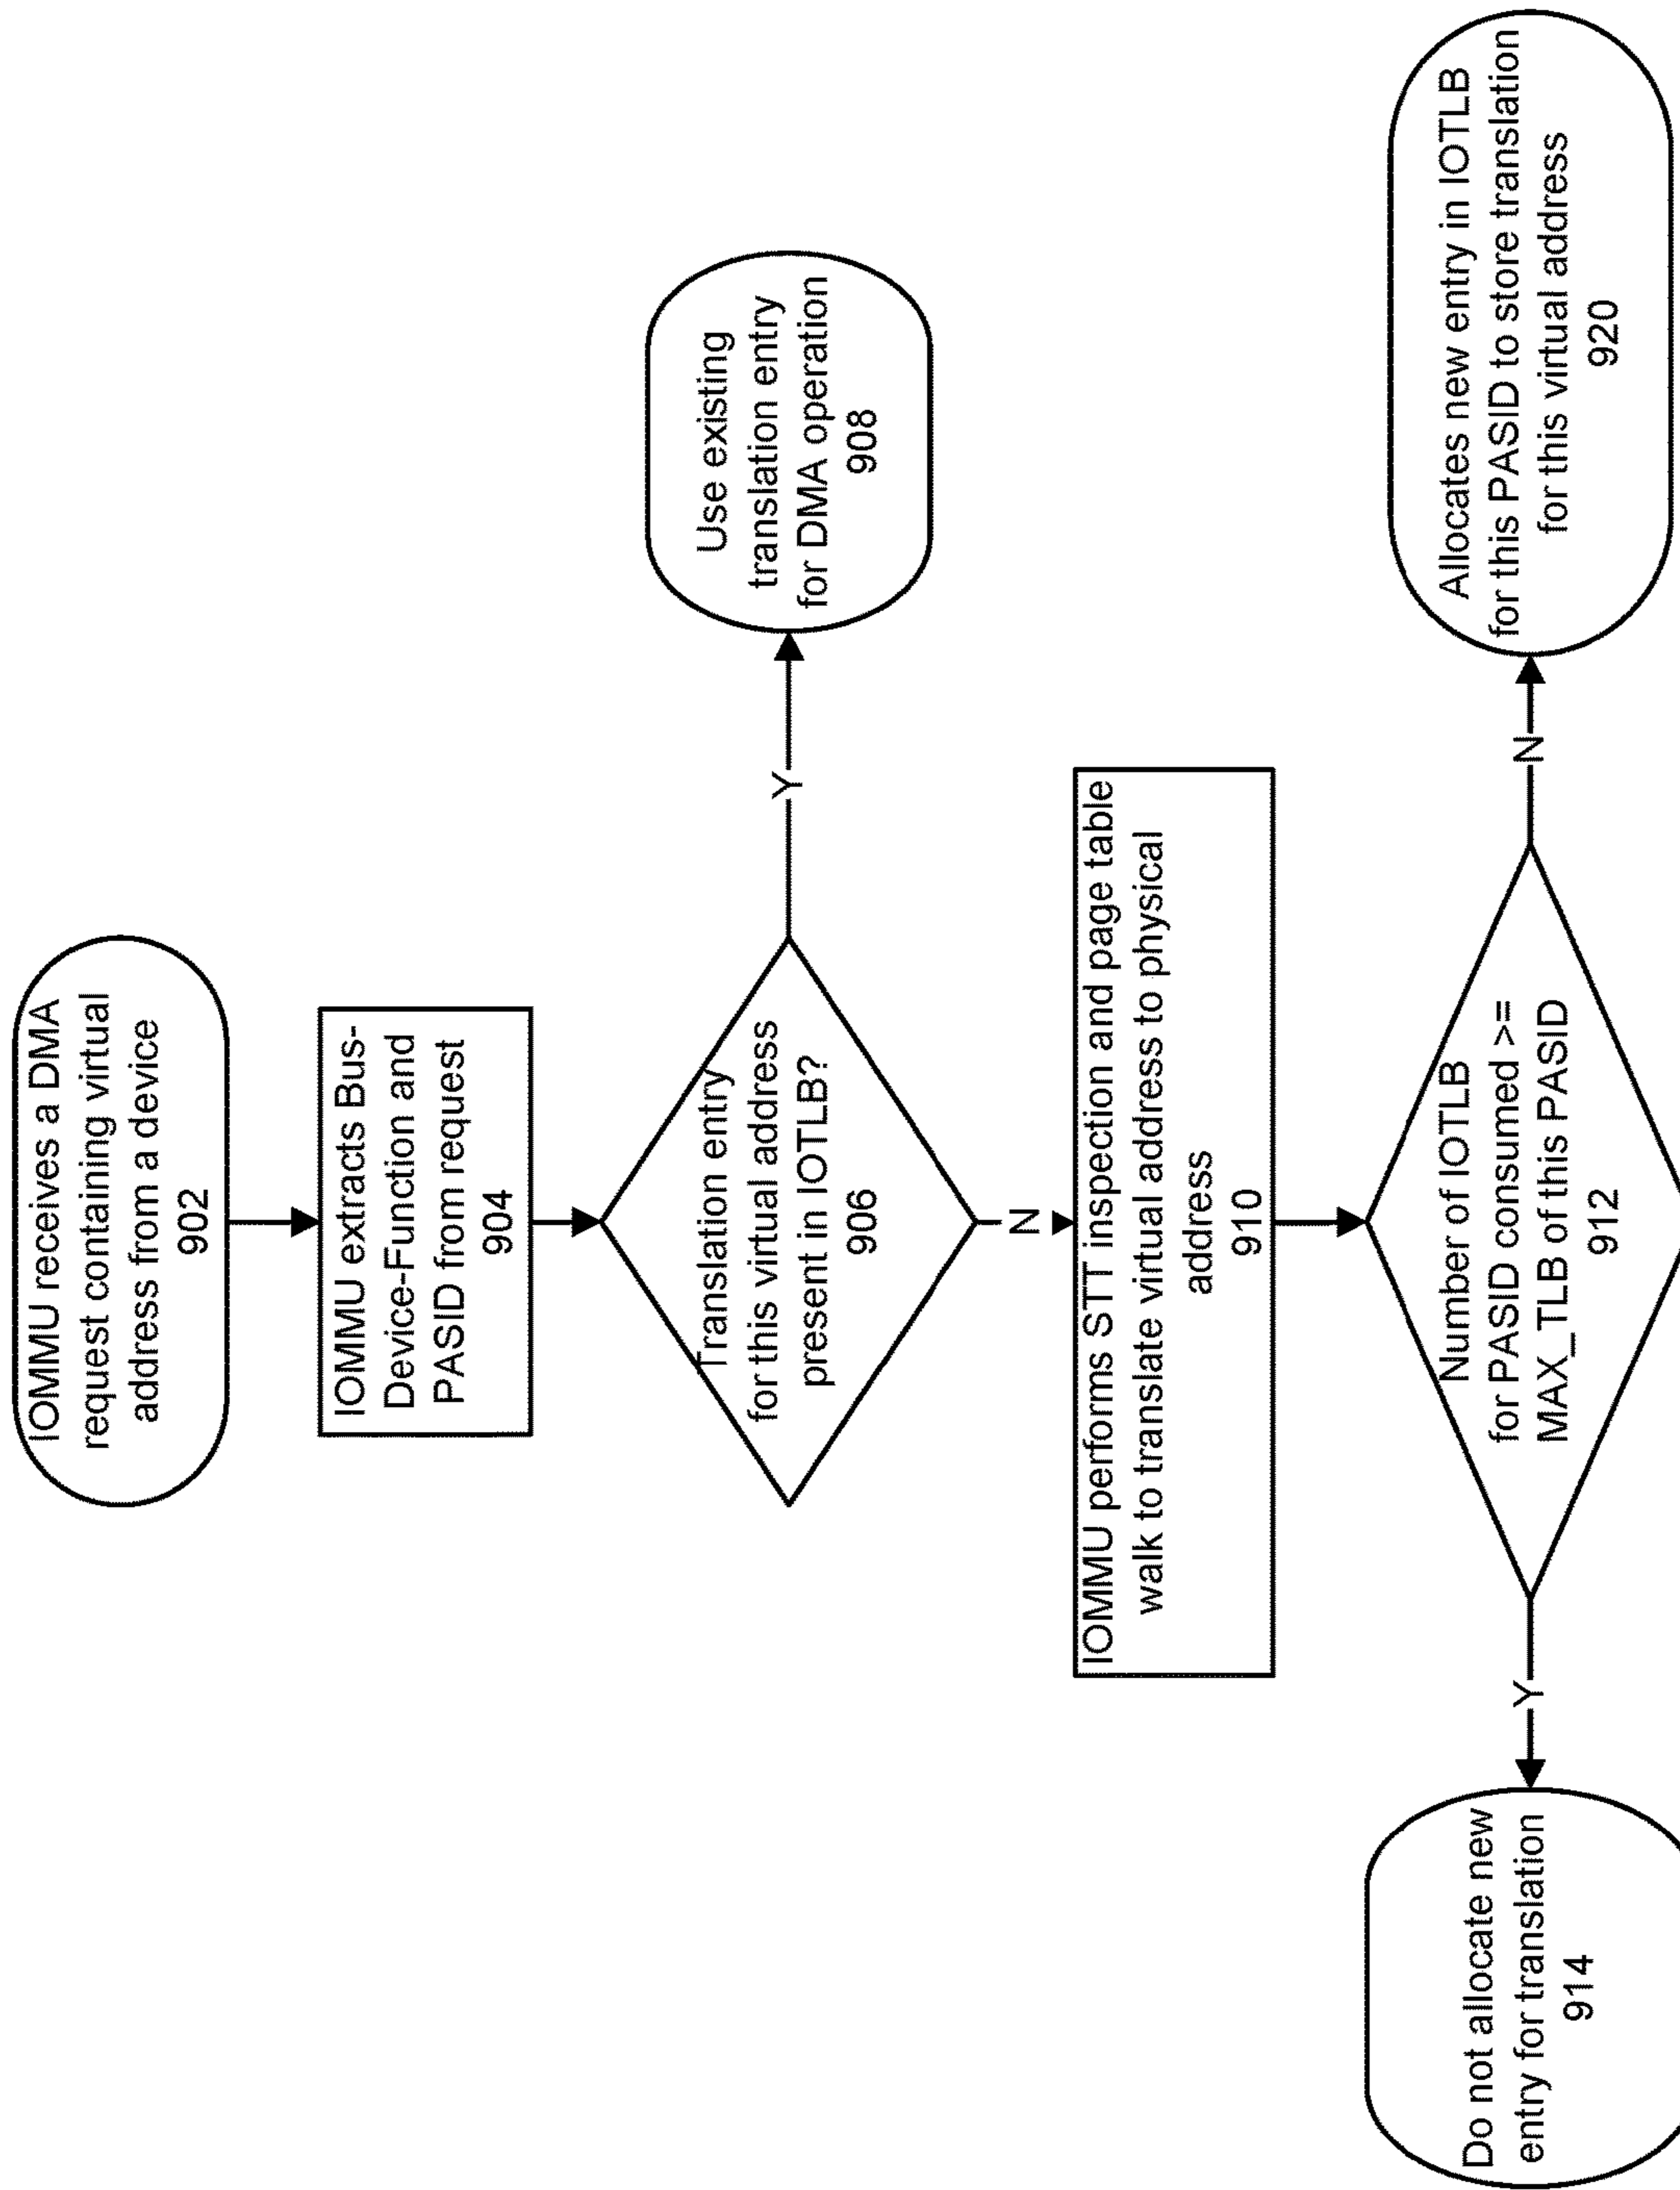 IOMMU receives a DMA
request containing virtual
address from a device
902
IOMMU extracts Bus-
Device-Function and
PASID from request
904
Translation entry
for this virtual address
present in IOTLB?
906
Y
Use existing
translation entry
for DMA operation
908
N
IOMMU performs STT inspection and page table
walk to translate virtual address to physical
address
910
Number of IOTLB
for PASID consumed >=
MAX_TLB of this PASID
912
Y
Do not allocate new
entry for translation
914
N
Allocates new entry in IOTLB
for this PASID to store translation
for this virtual address
920